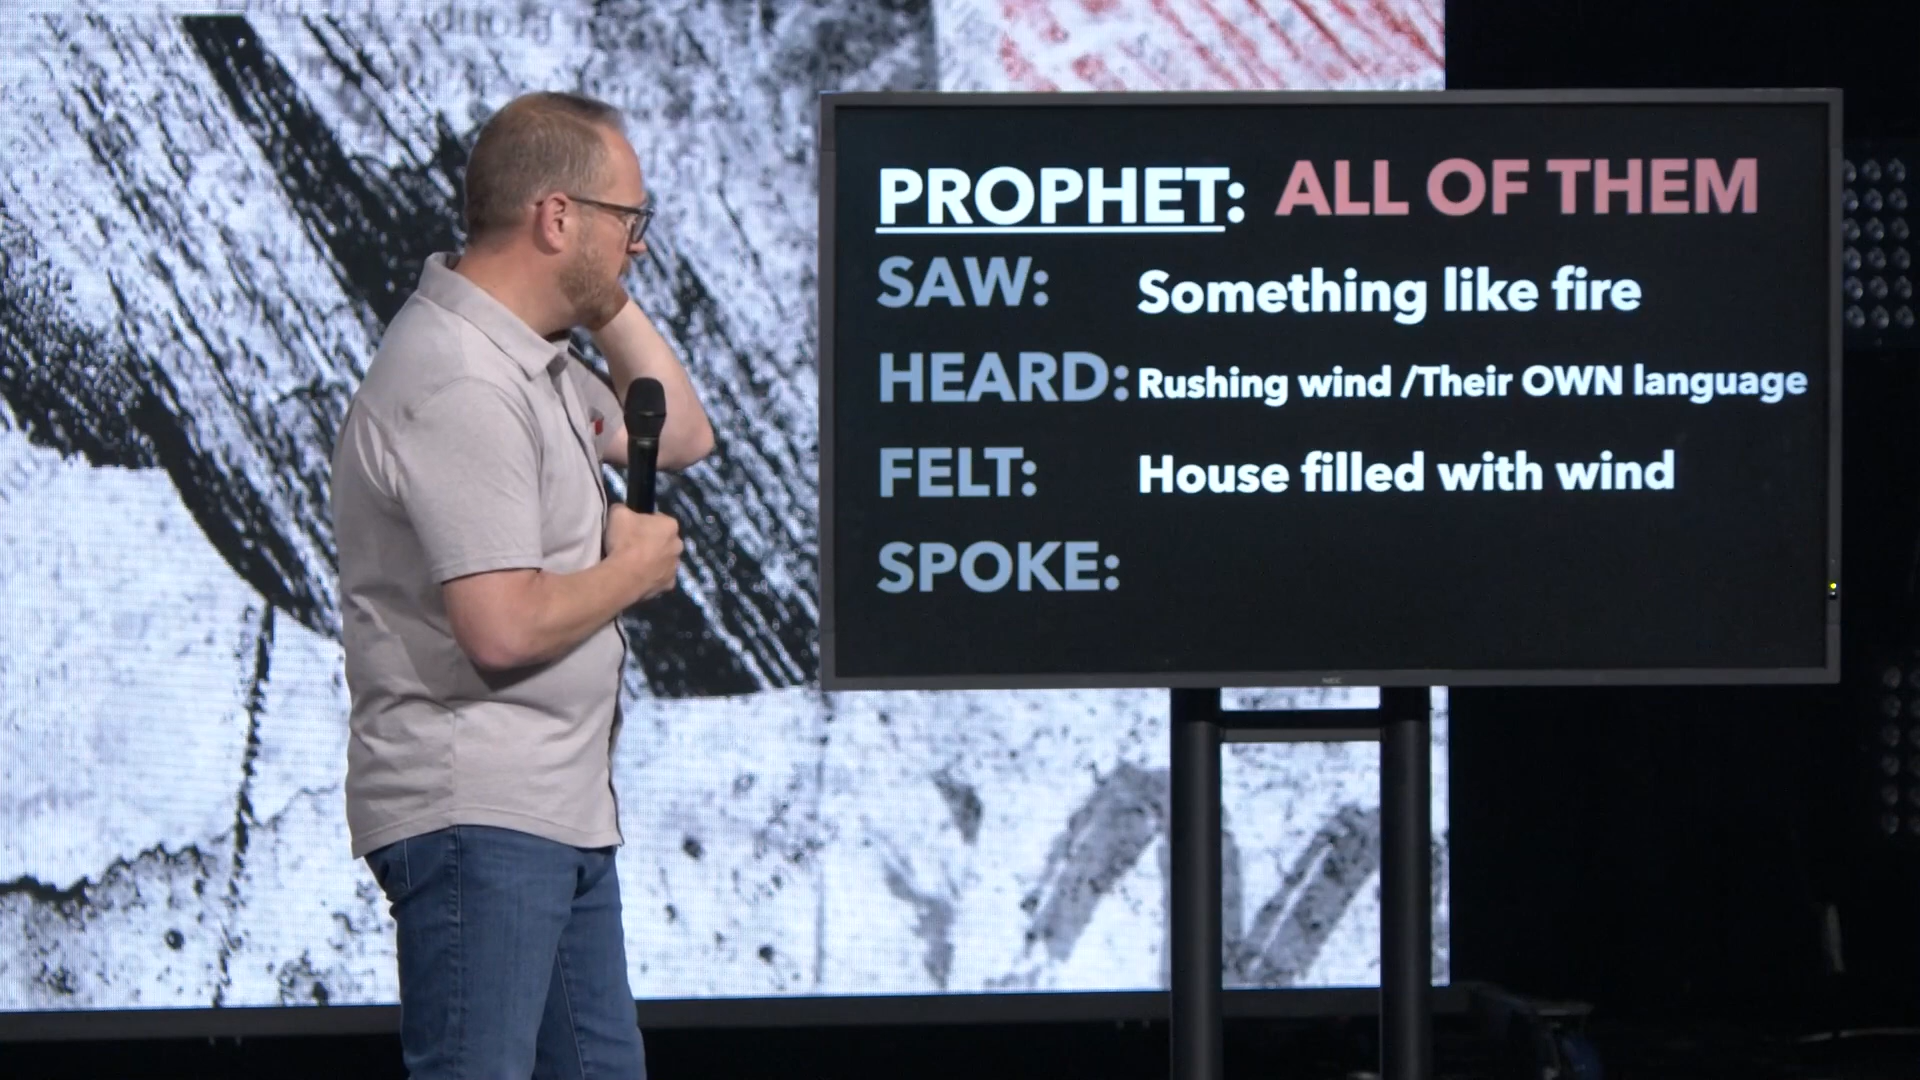 PROPHET: ALL OF THEM
SAW: Something like fire
HEARD: Rushing wind /Their OWN language
FELT: House filled with wind
SPOKE:
NEC